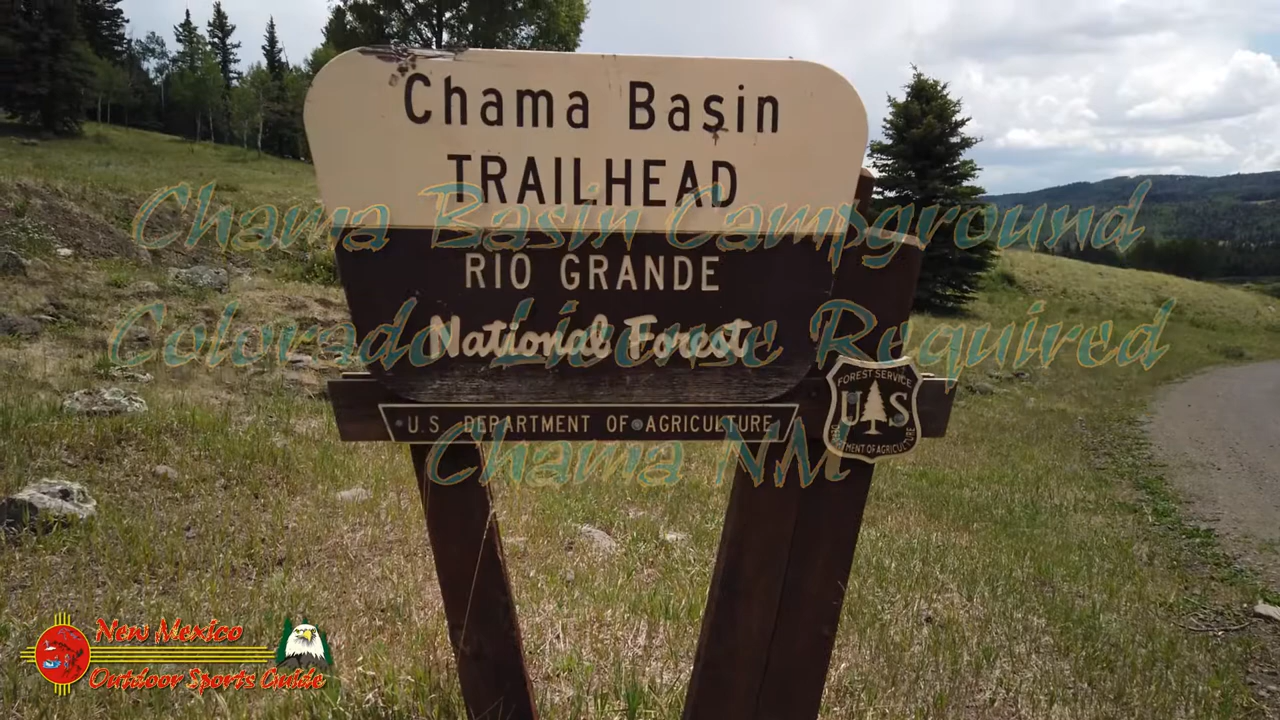 Chama Basin
TRAILHEAD
Chama Basin Campground
RIO GRANDE
National Forest
Colorado License Required
FOREST SERVICE
U.S. DEPARTMENT OF AGRICULTURE
UAS
DEPARTMENT OF AGRICULTURE
Chama NM
New Mexico
Outdoor Sports Guide